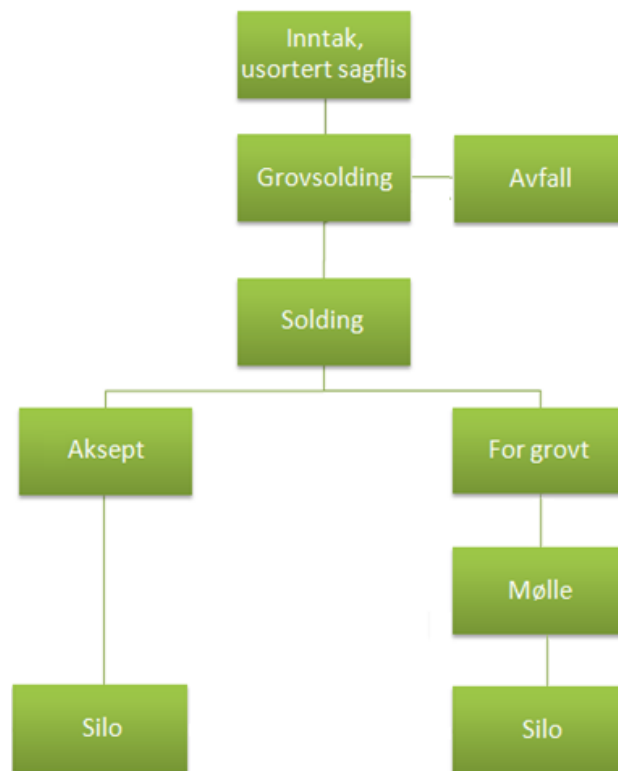 Inntak,
usortert sagflis
Grovsolding
Avfall
Solding
Aksept
For grovt
Mølle
Silo
Silo